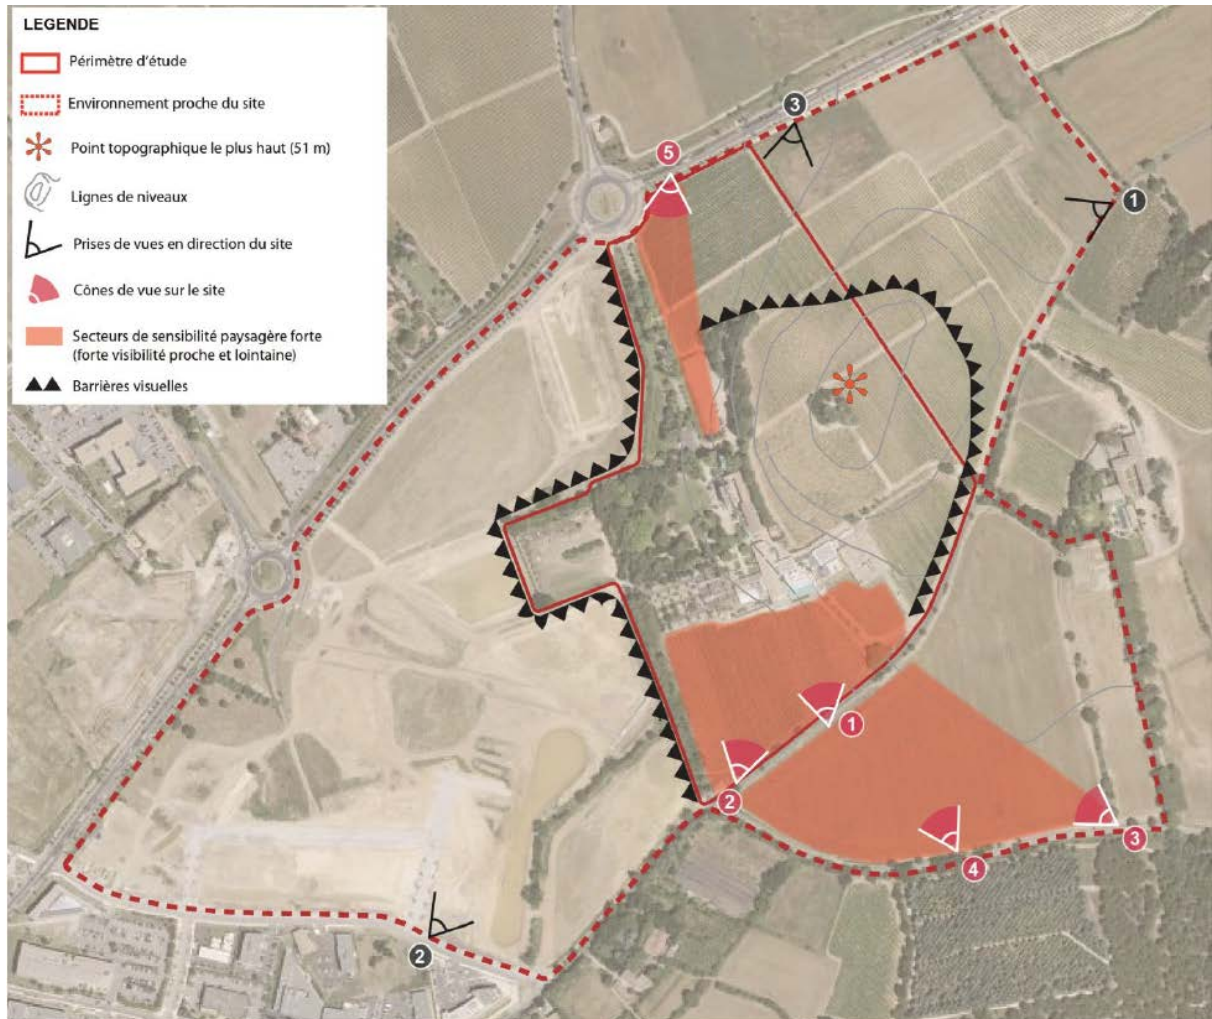 LEGENDE
Périmètre d'étude
Environnement proche du site
Point topographique le plus haut (51 m)
Lignes de niveaux
Prises de vues en direction du site
Cônes de vue sur le site
Secteurs de sensibilité paysagère forte
(forte visibilité proche et lointaine)
Barrières visuelles
3
5
1
1
2
3
4
2